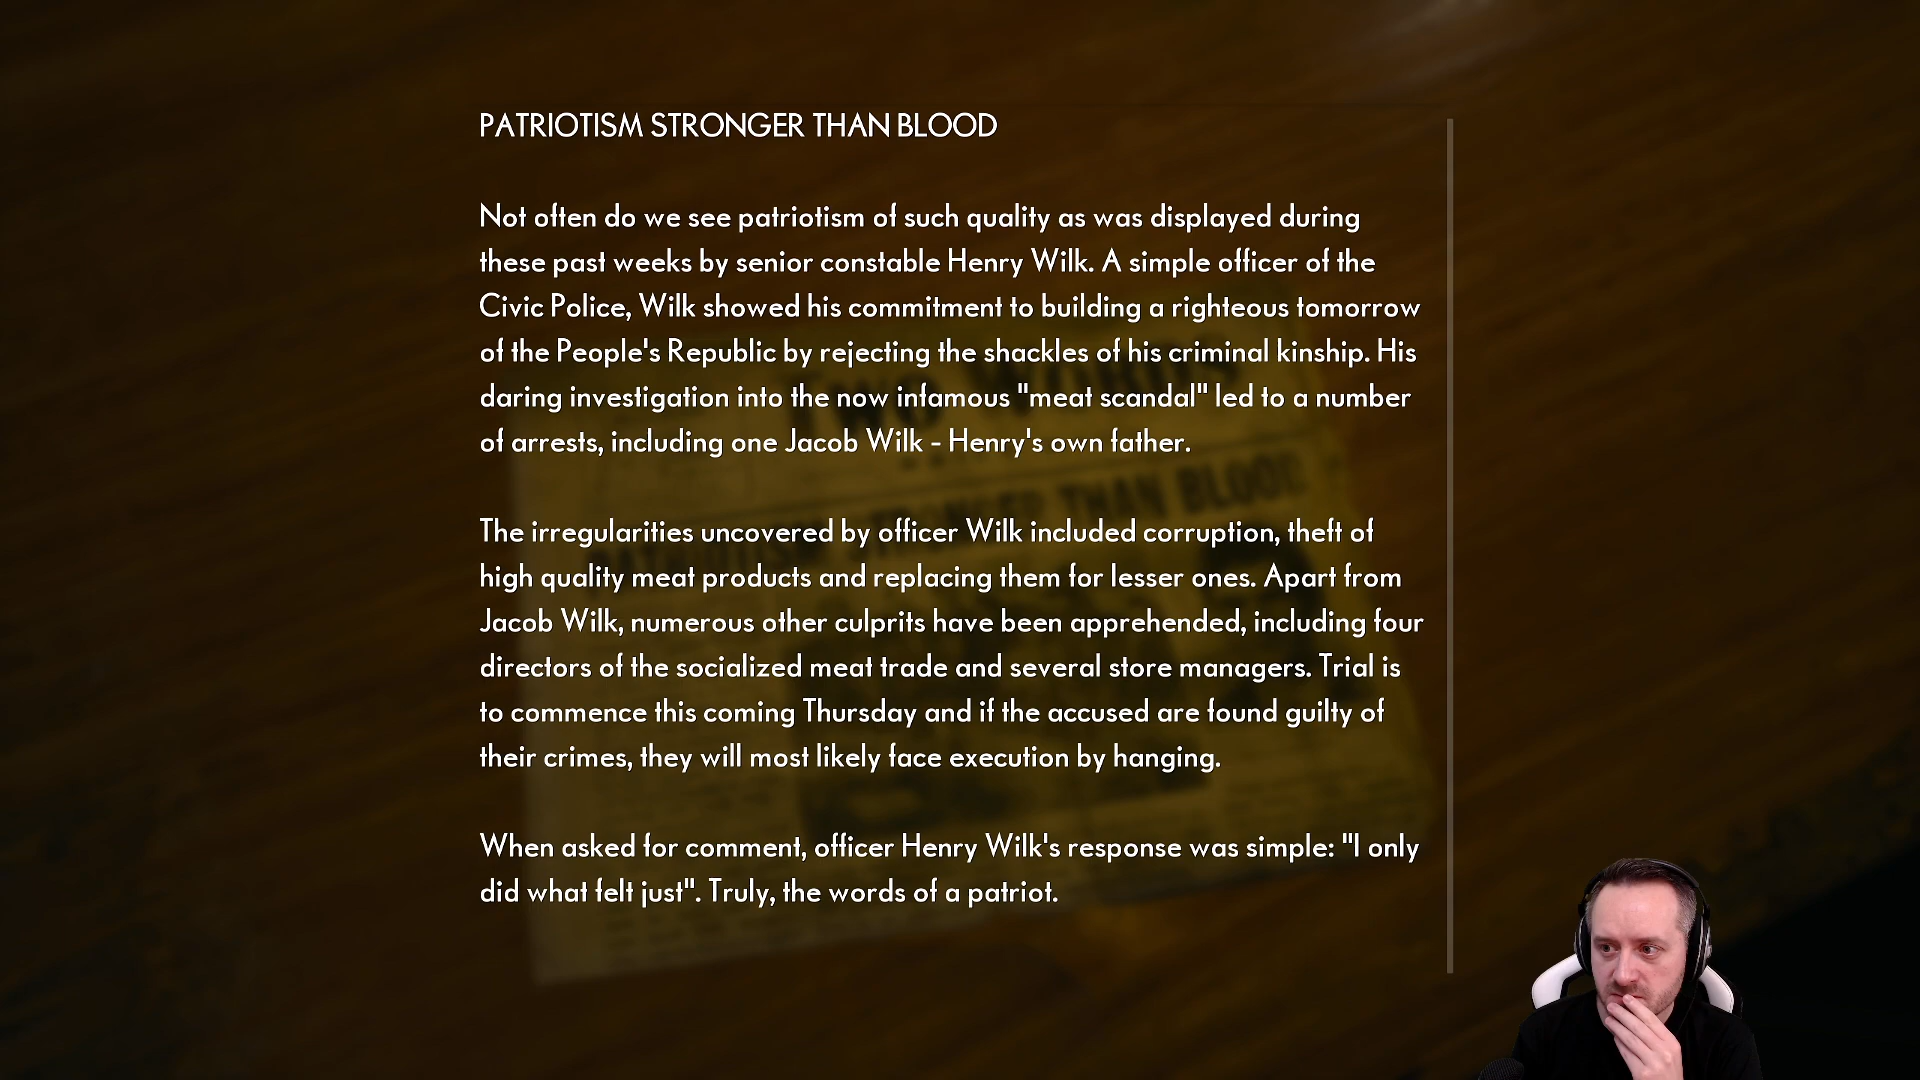 PATRIOTISM STRONGER THAN BLOOD
Not often do we see patriotism of such quality as was displayed during
these past weeks by senior constable Henry Wilk. A simple officer of the
Civic Police, Wilk showed his commitment to building a righteous tomorrow
of the People's Republic by rejecting the shackles of his criminal kinship. His
daring investigation into the now infamous "meat scandal" led to a number
of arrests, including one Jacob Wilk - Henry's own father.
The irregularities uncovered by officer Wilk included corruption, theft of
high quality meat products and replacing them for lesser ones. Apart from
Jacob Wilk, numerous other culprits have been apprehended, including four
directors of the socialized meat trade and several store managers. Trial is
to commence this coming Thursday and if the accused are found guilty of
their crimes, they will most likely face execution by hanging.
When asked for comment, officer Henry Wilk's response was simple: "I only
did what felt just". Truly, the words of a patriot.
PATRIOTISM STRONGER THAN BLOOD